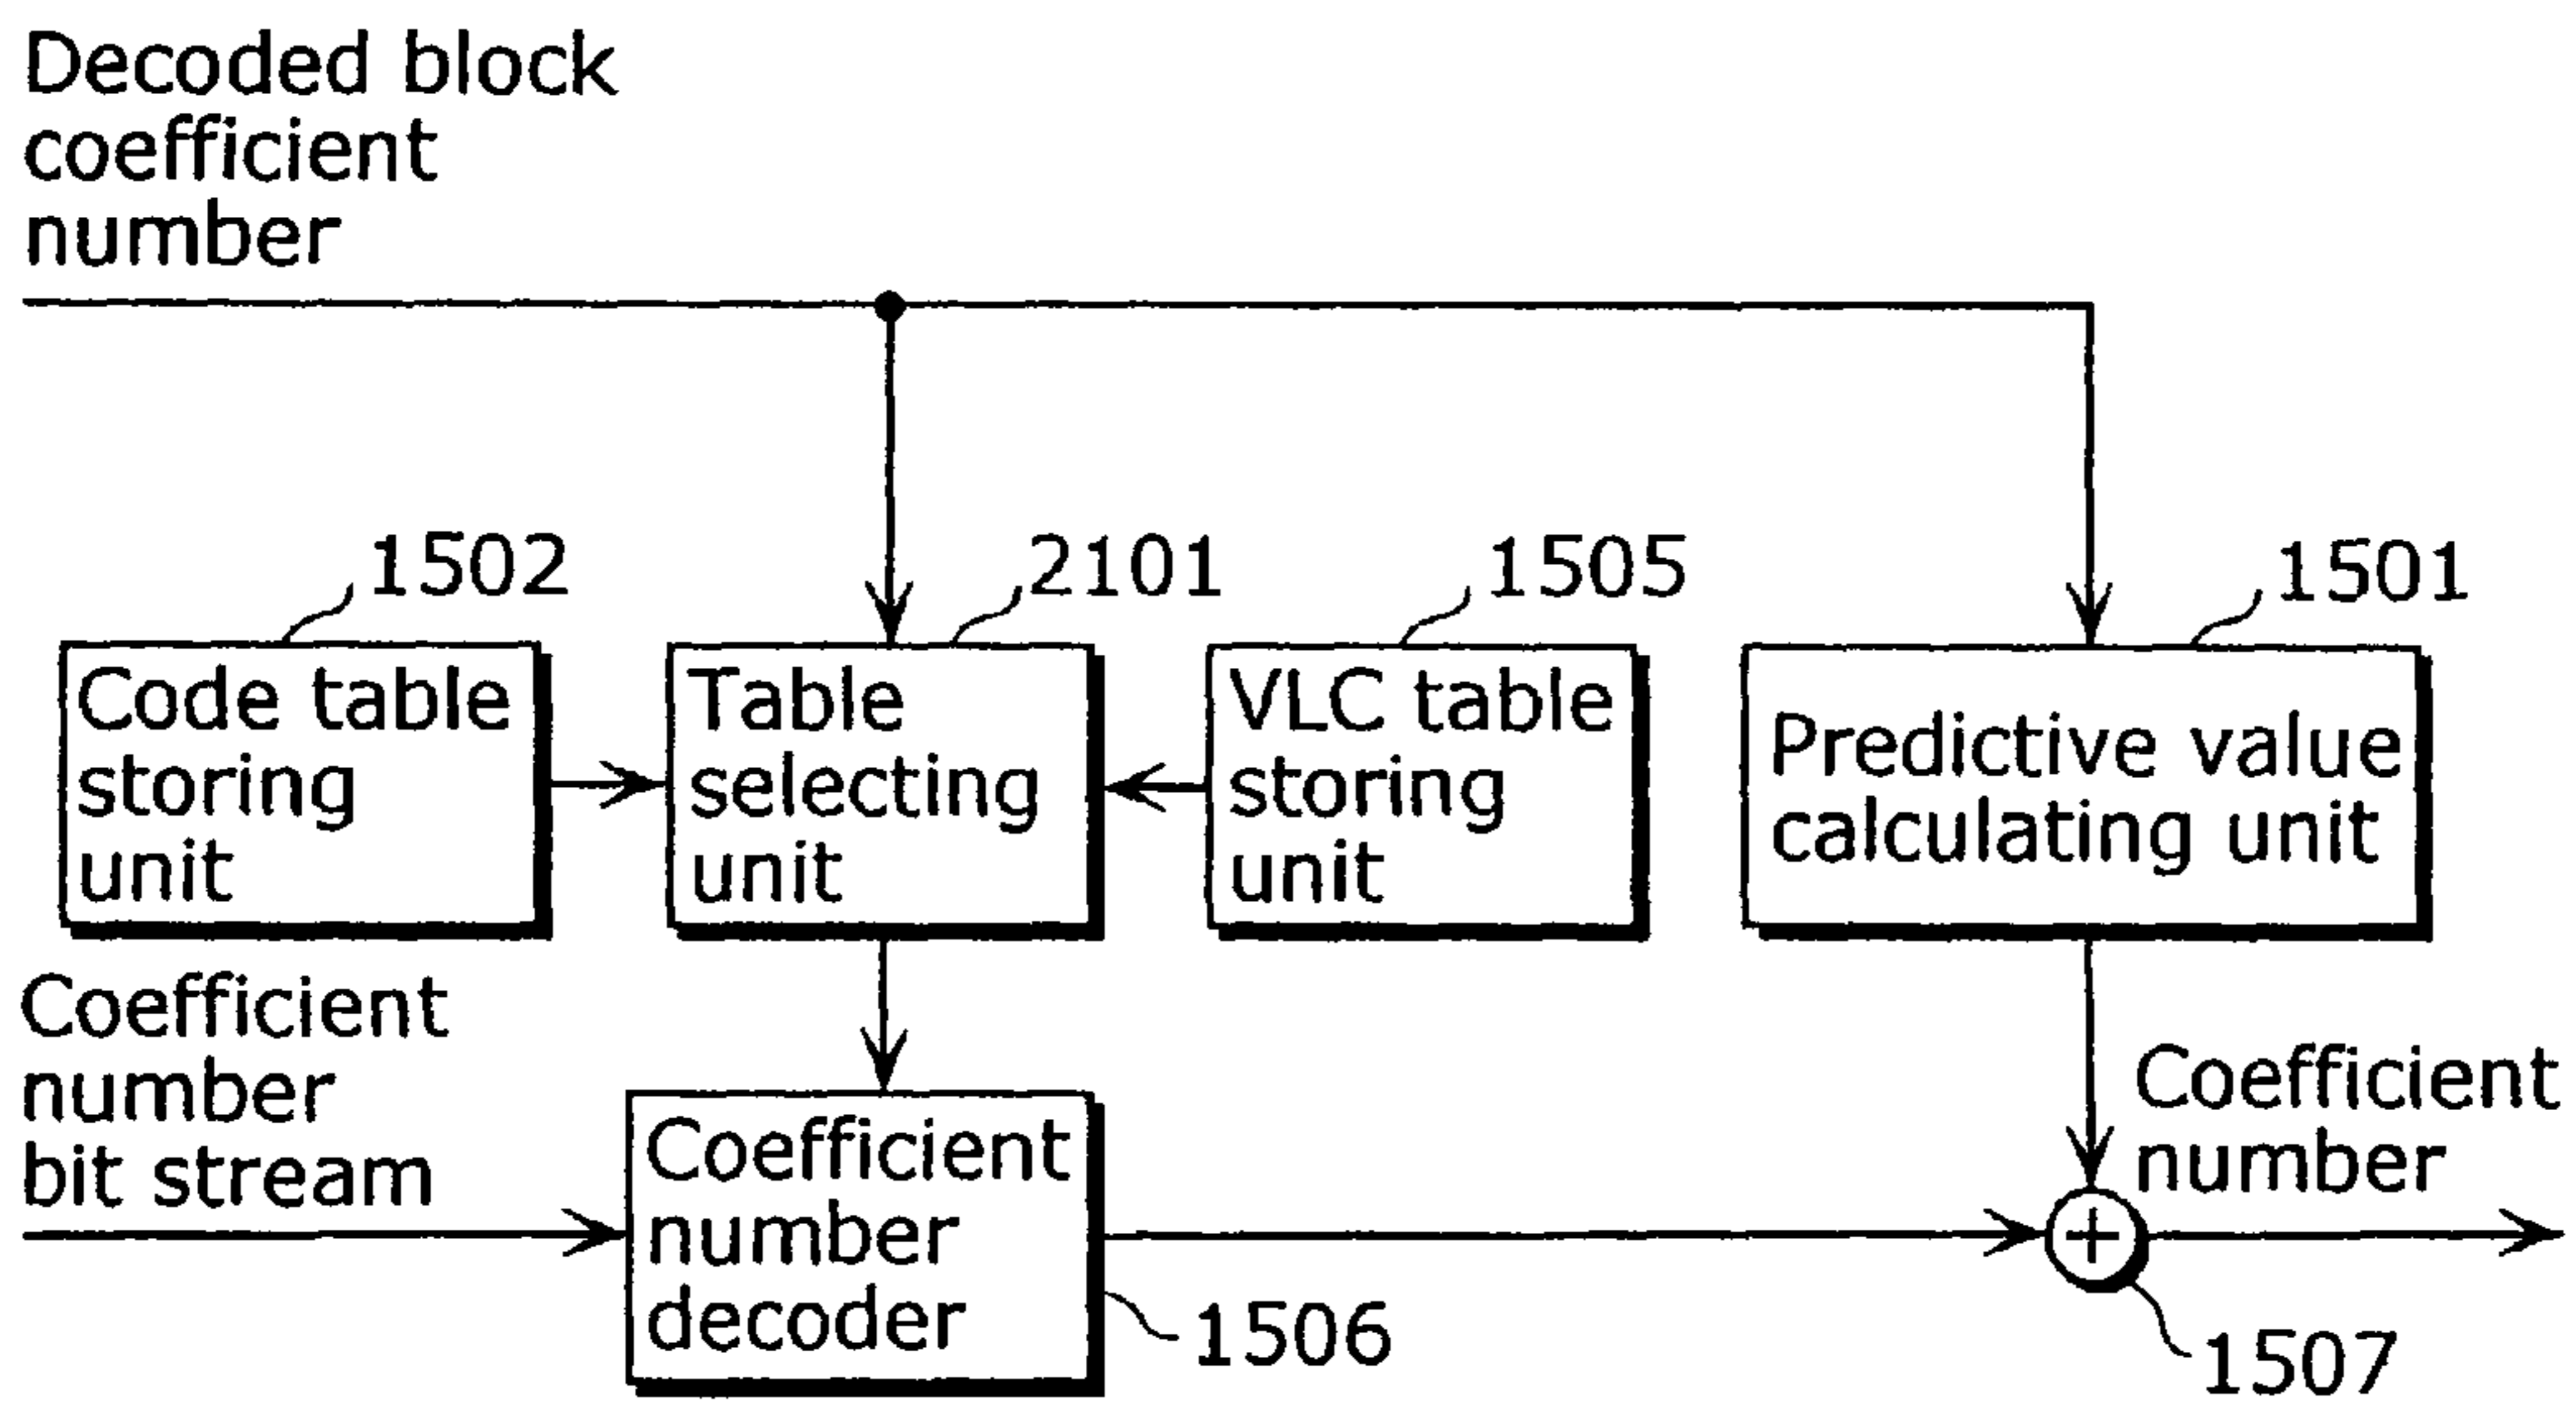 Decoded block
coefficient
number
1502
2101
1505
1501
Code table
storing
unit
Table
selecting
unit
VLC table
storing
unit
Predictive value
calculating unit
Coefficient
number
bit stream
Coefficient
number
decoder
Coefficient
number
1506
1507